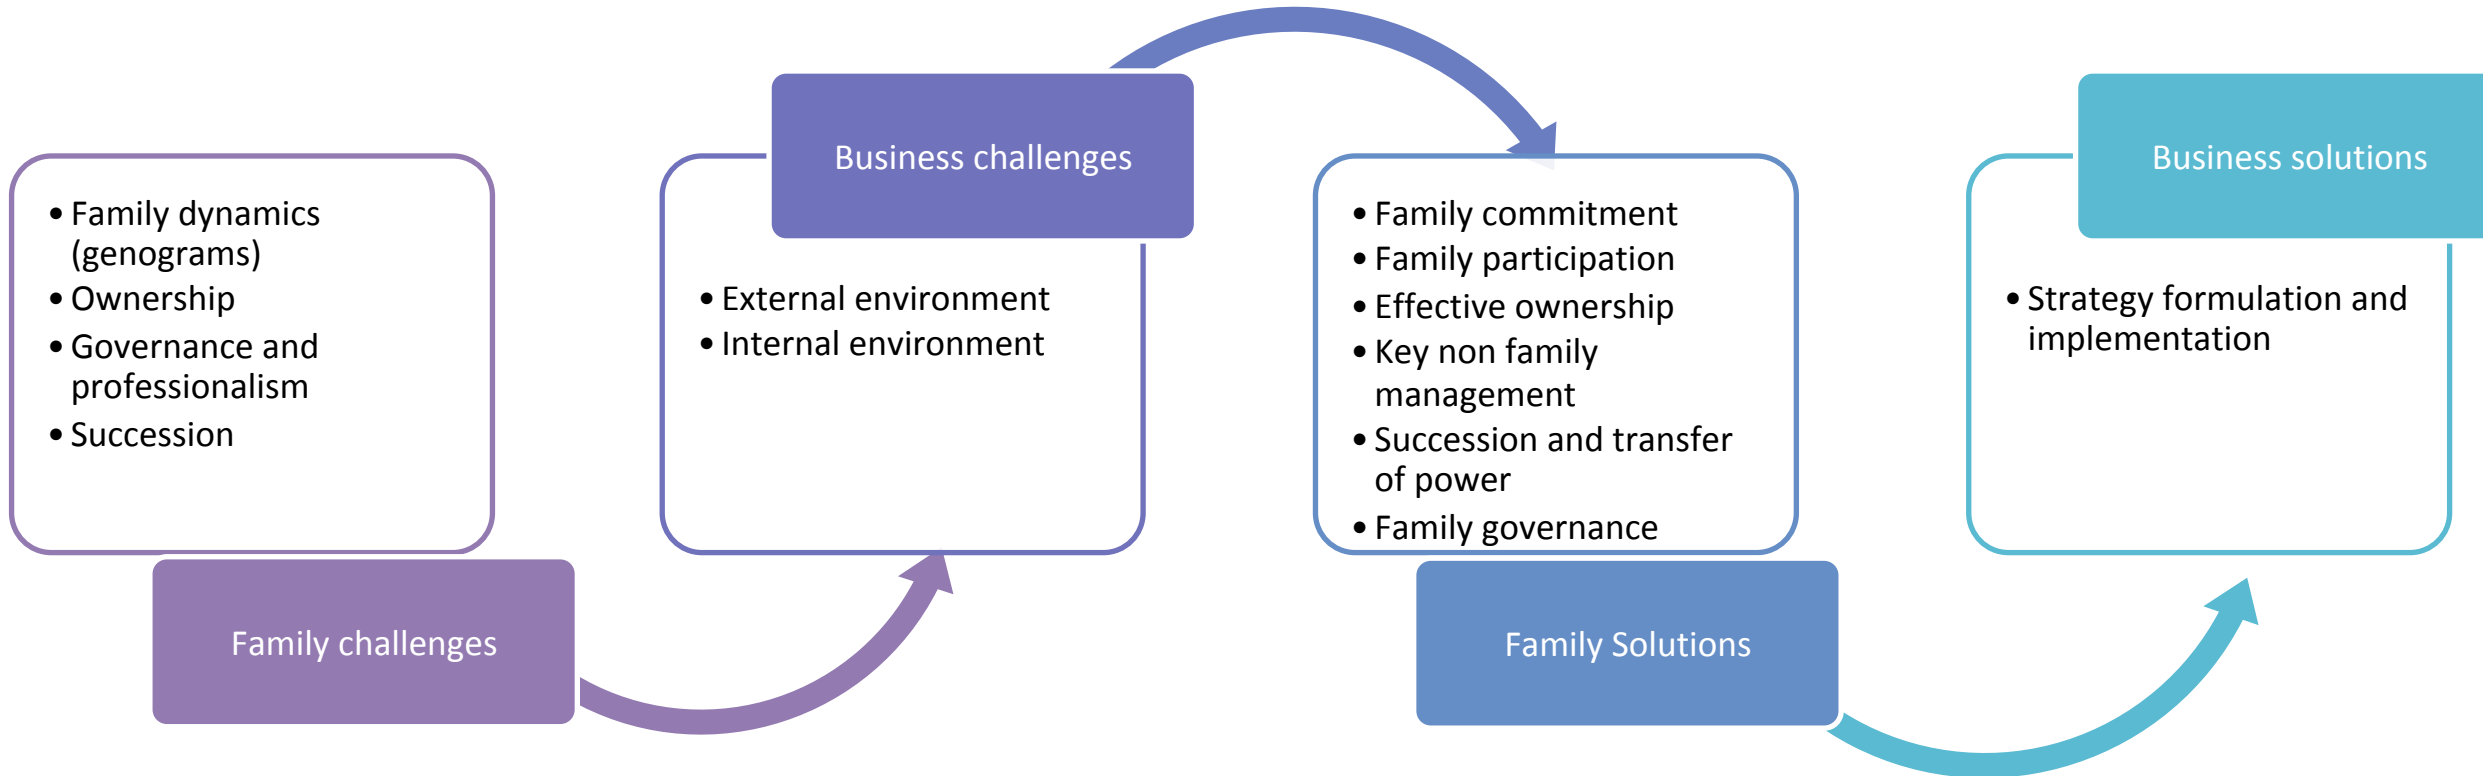 • Family dynamics
(genograms)
• Ownership
• Governance and
professionalism
• Succession
Family challenges
Business challenges
• External environment
• Internal environment
• Family commitment
• Family participation
• Effective ownership
• Key non family
management
• Succession and transfer
of power
• Family governance
Family Solutions
Business solutions
• Strategy formulation and
implementation